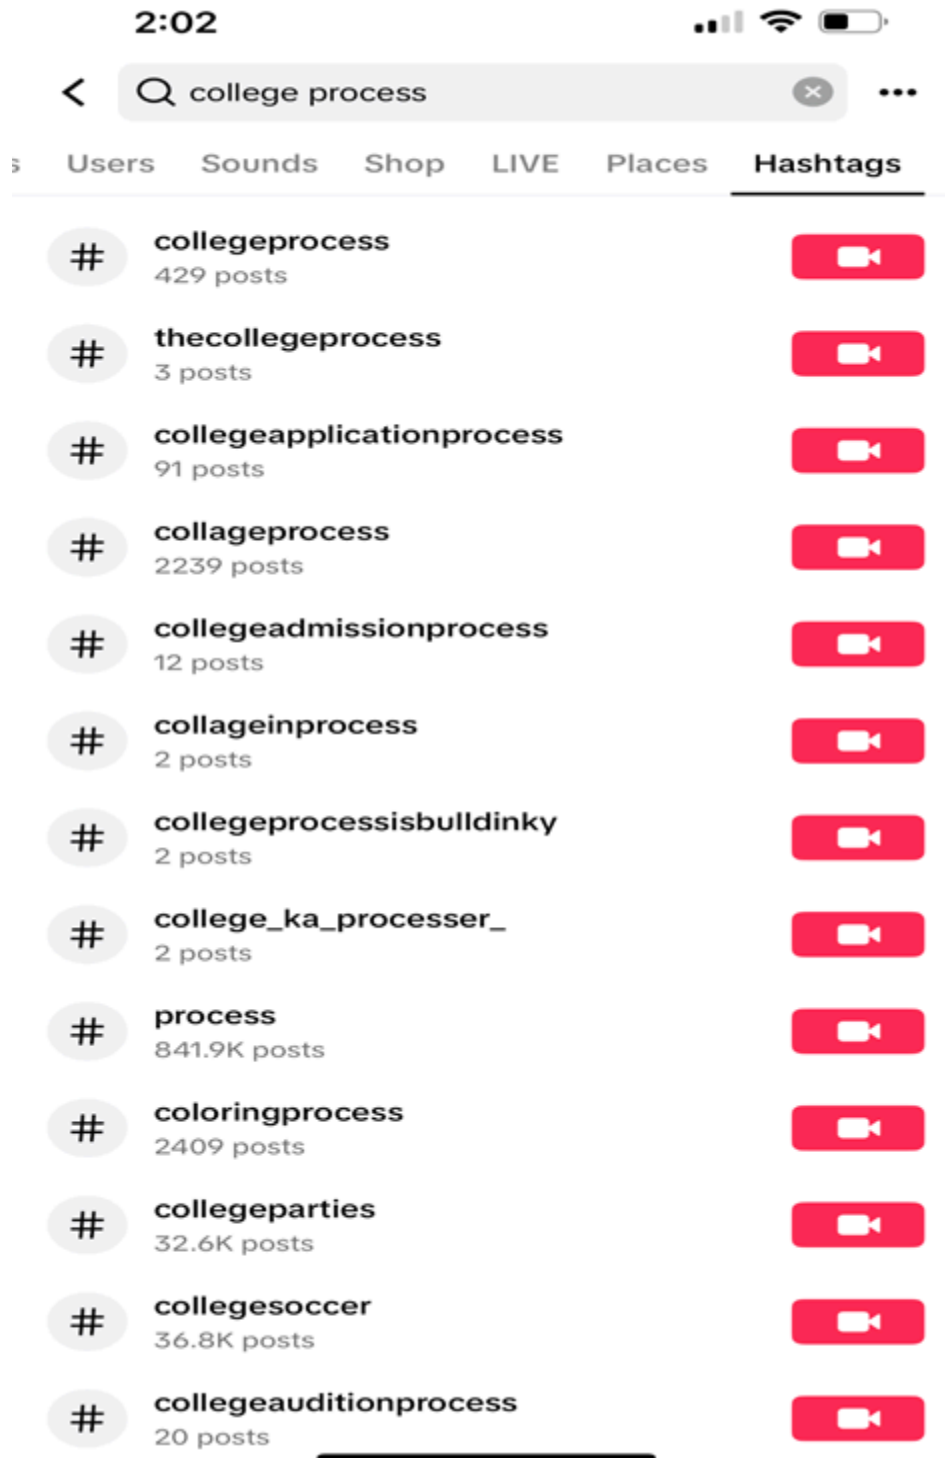 2:02
college process
s Users Sounds Shop LIVE Places Hashtags
# collegeprocess
429 posts
# thecollegeprocess
3 posts
# collegeapplicationprocess
91 posts
# collageprocess
2239 posts
# collegeadmissionprocess
12 posts
# collageinprocess
2 posts
# collegeprocessisbulldinky
2 posts
# college_ka_processer_
2 posts
# process
841.9K posts
# coloringprocess
2409 posts
# collegeparties
32.6K posts
# collegesoccer
36.8K posts
# collegeauditionprocess
20 posts